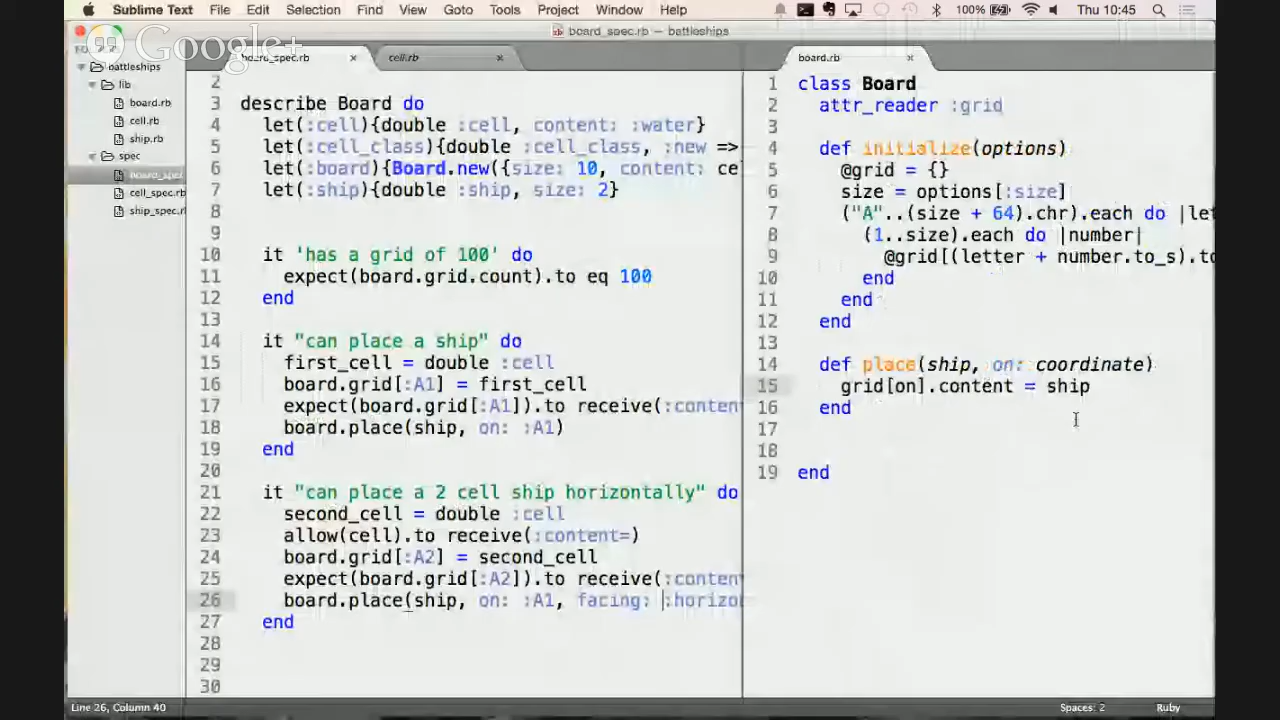 Sublime Text File Edit Selection Find View Goto Tools Project Window Help 100% Thu 10:45
board_spec.rb — battleships
Google+
board_spec.rb
cell.rb
board.rb
battleships
lib
board.rb
cell.rb
ship.rb
spec
board_spec
cell_spec.rb
ship_spec.r
2
3 describe Board do
4 let(:cell){double :cell, content: :water}
5 let(:cell_class){double :cell_class, :new =>
6 let(:board){Board.new({size: 10, content: ce
7 let(:ship){double :ship, size: 2}
8
9
10 it 'has a grid of 100' do
11 expect(board.grid.count).to eq 100
12 end
13
14 it "can place a ship" do
15 first_cell = double :cell
16 board.grid[:A1] = first_cell
17 expect(board.grid[:A1]).to receive(:conten
18 board.place(ship, on: :A1)
19 end
20
21 it "can place a 2 cell ship horizontally" do
22 second_cell = double :cell
23 allow(cell).to receive(:content=)
24 board.grid[:A2] = second_cell
25 expect(board.grid[:A2]).to receive(:conten
26 board.place(ship, on: :A1, facing: :horizo
27 end
28
29
30
1 class Board
2 attr_reader :grid
3
4 def initialize(options)
5 @grid = {}
6 size = options[:size]
7 ("A"..(size + 64).chr).each do |let
8 (1..size).each do |number|
9 @grid[(letter + number.to_s).to
10 end
11 end
12 end
13
14 def place(ship, on: coordinate)
15 grid[on].content = ship
16 end
17
18
19 end
Line 26, Column 40
Spaces: 2
Ruby